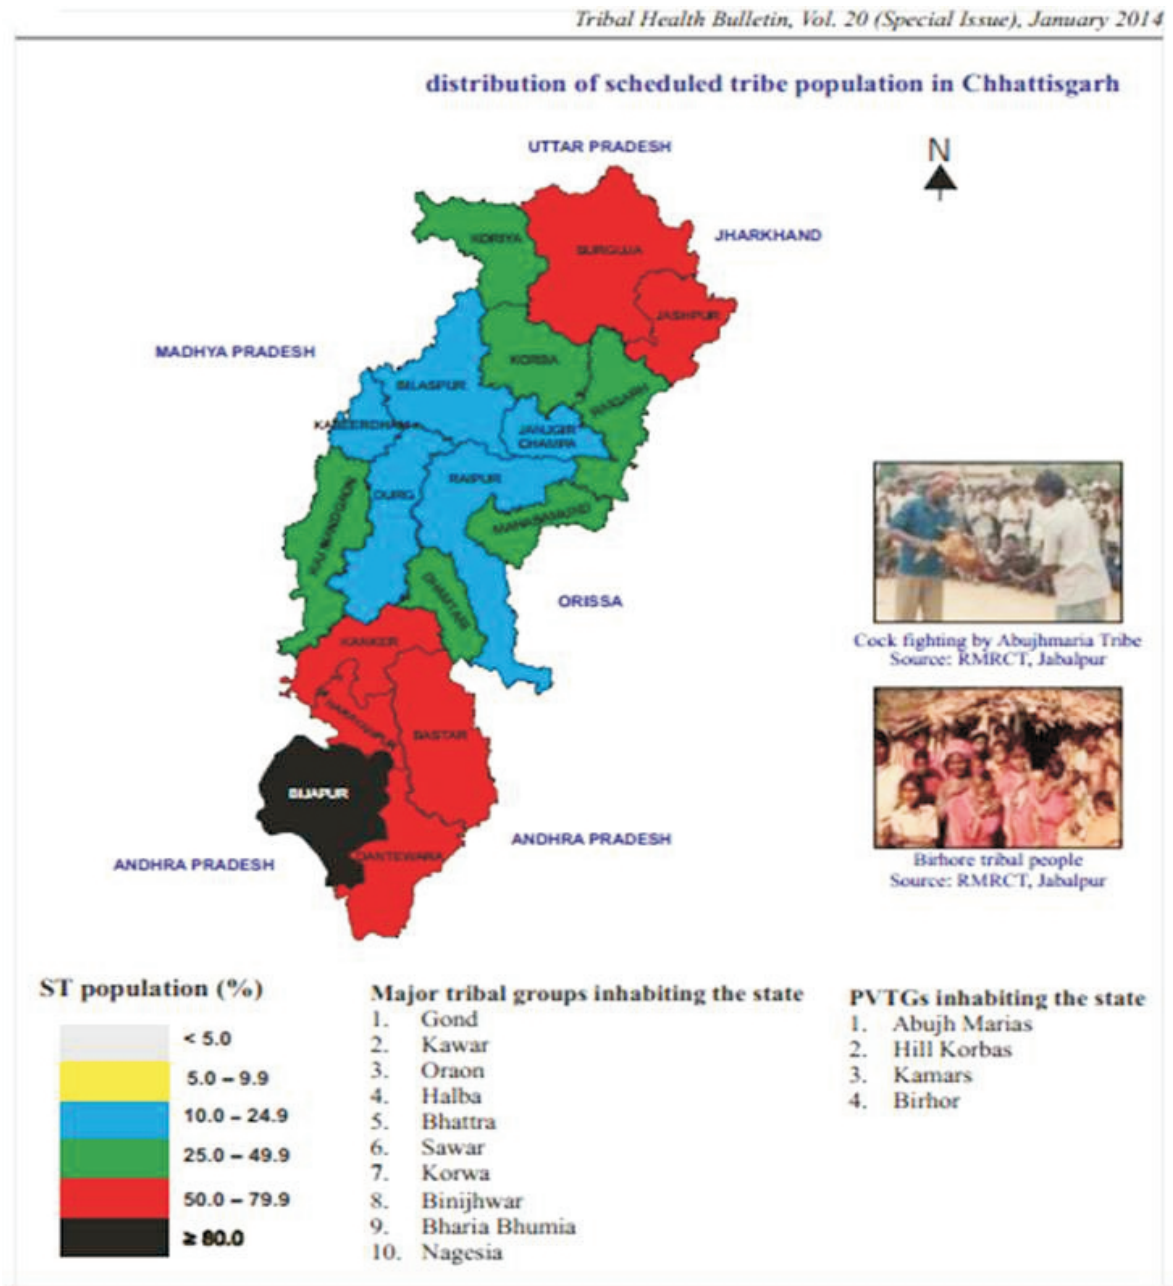 Tribal Health Bulletin, Vol. 20 (Special Issue), January 2014
distribution of scheduled tribe population in Chhattisgarh
UTTAR PRADESH
N
KORIYA
SURGUJA
JHARKHAND
JASHPUR
MADHYA PRADESH
KORBA
BILASPUR
RAIGARH
KABEERDHAM
JANJGIR
CHAMPA
RAIPUR
DURG
RAJ NANDGAON
MAHASAMUND
DHAMTARI
ORISSA
KANKER
Cock fighting by Abujhmaria Tribe
Source: RMRCT, Jabalpur
NARAYANPUR
BASTAR
BIJAPUR
ANDHRA PRADESH
DANTEWARA
ANDHRA PRADESH
Birhore tribal people
Source: RMRCT, Jabalpur
ST population (%)
< 5.0
5.0 – 9.9
10.0 – 24.9
25.0 – 49.9
50.0 – 79.9
≥ 80.0
Major tribal groups inhabiting the state
1. Gond
2. Kawar
3. Oraon
4. Halba
5. Bhattra
6. Sawar
7. Korwa
8. Binijhwar
9. Bharia Bhumia
10. Nagesia
PVTGs inhabiting the state
1. Abujh Marias
2. Hill Korbas
3. Kamars
4. Birhor